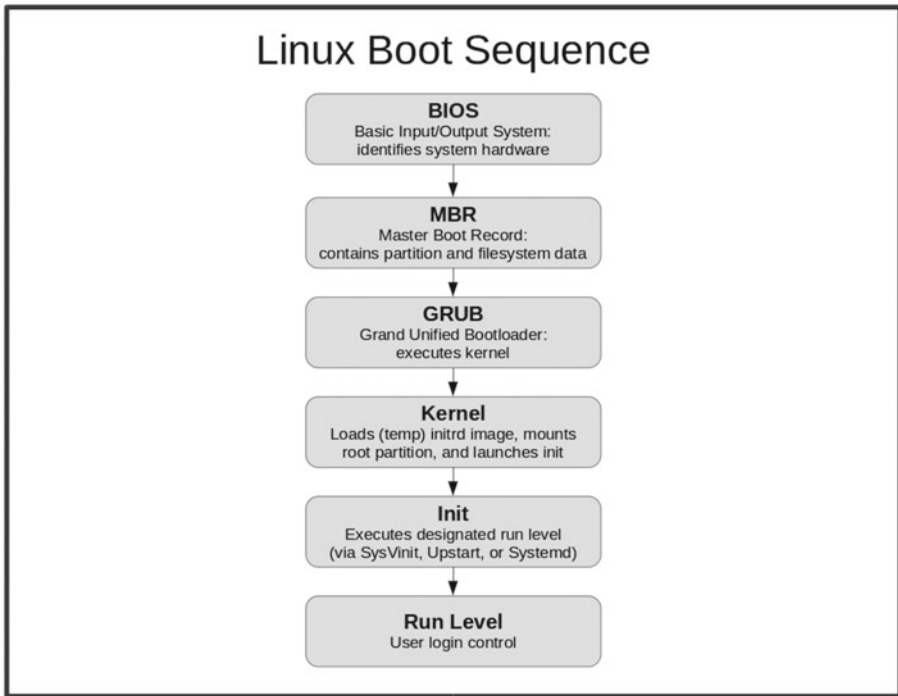 Linux Boot Sequence
BIOS
Basic Input/Output System:
identifies system hardware
MBR
Master Boot Record:
contains partition and filesystem data
GRUB
Grand Unified Bootloader:
executes kernel
Kernel
Loads (temp) initrd image, mounts
root partition, and launches init
Init
Executes designated run level
(via SysVinit, Upstart, or Systemd)
Run Level
User login control